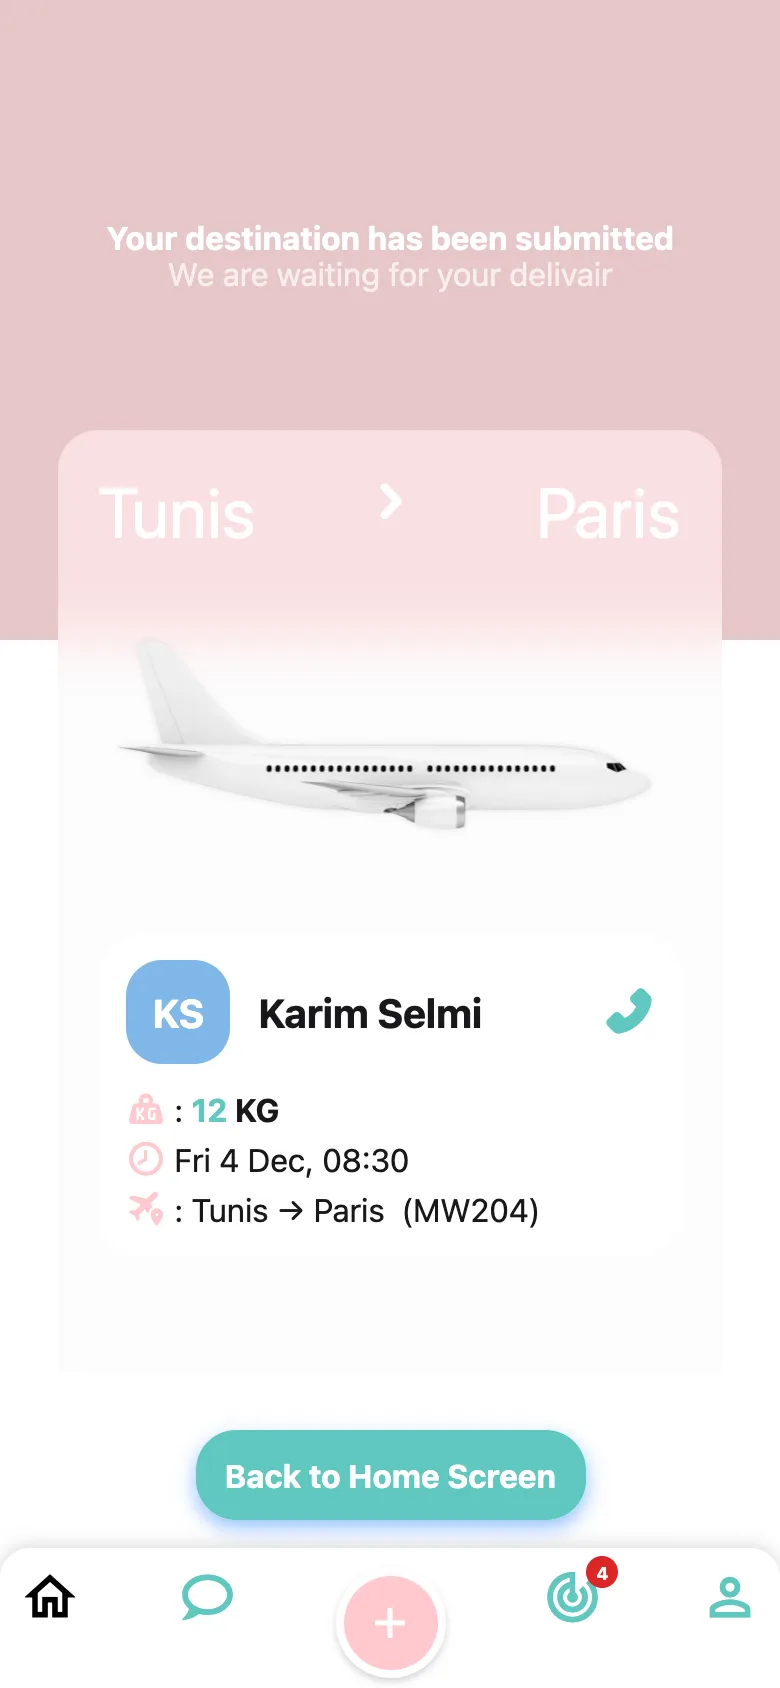 Your destination has been submitted
We are waiting for your delivair
Tunis > Paris
KS Karim Selmi
KG : 12 KG
Fri 4 Dec, 08:30
: Tunis → Paris (MW204)
Back to Home Screen
4
+